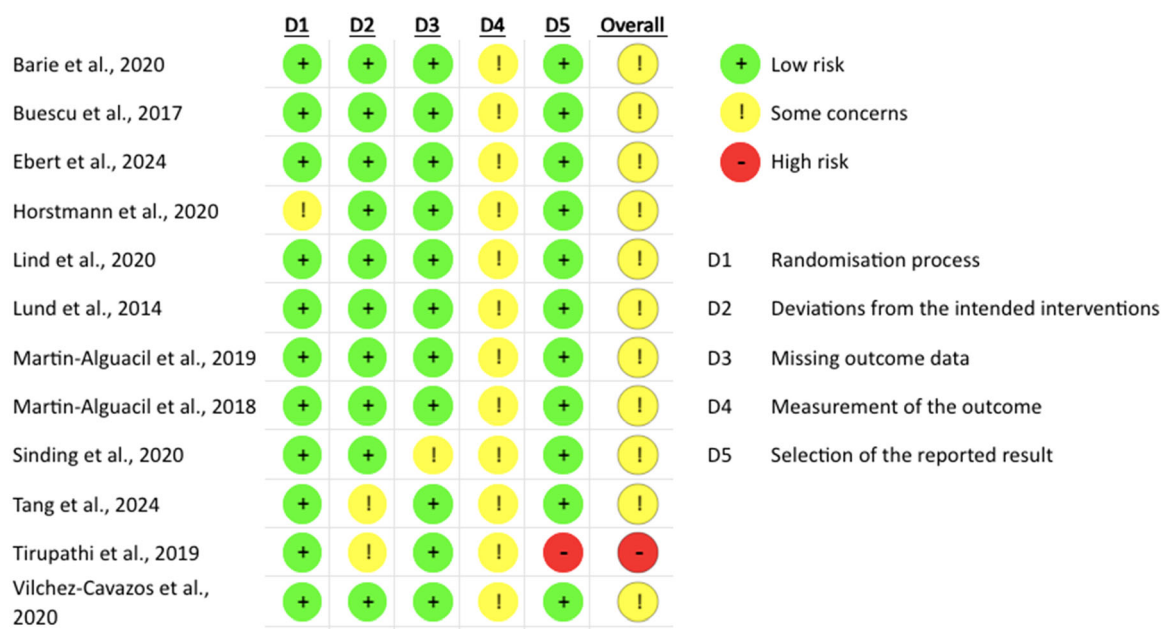 D1 D2 D3 D4 D5 Overall
Barie et al., 2020 + + + ! + !
Buescu et al., 2017 + + + ! + !
Ebert et al., 2024 + + + ! + !
Horstmann et al., 2020 ! + + ! + !
Lind et al., 2020 + + + ! + !
Lund et al., 2014 + + + ! + !
Martin-Alguacil et al., 2019 + + + ! + !
Martin-Alguacil et al., 2018 + + + ! + !
Sinding et al., 2020 + + ! ! + !
Tang et al., 2024 + ! + ! + !
Tirupathi et al., 2019 + ! + ! - -
Vilchez-Cavazos et al.,
2020 + + + ! + !
+ Low risk
! Some concerns
- High risk
D1 Randomisation process
D2 Deviations from the intended interventions
D3 Missing outcome data
D4 Measurement of the outcome
D5 Selection of the reported result